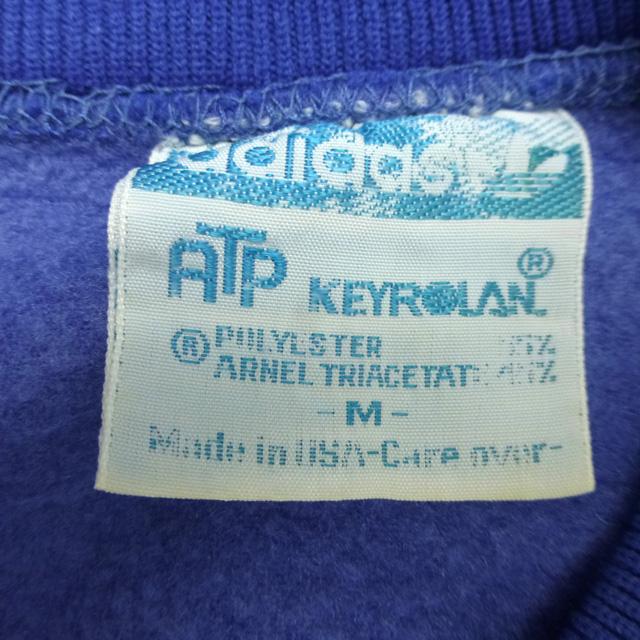 adidas
ATP KEYROLAN®
® POLYESTER
ARNEL TRIACETATE
- M -
Made in USA-Care over-